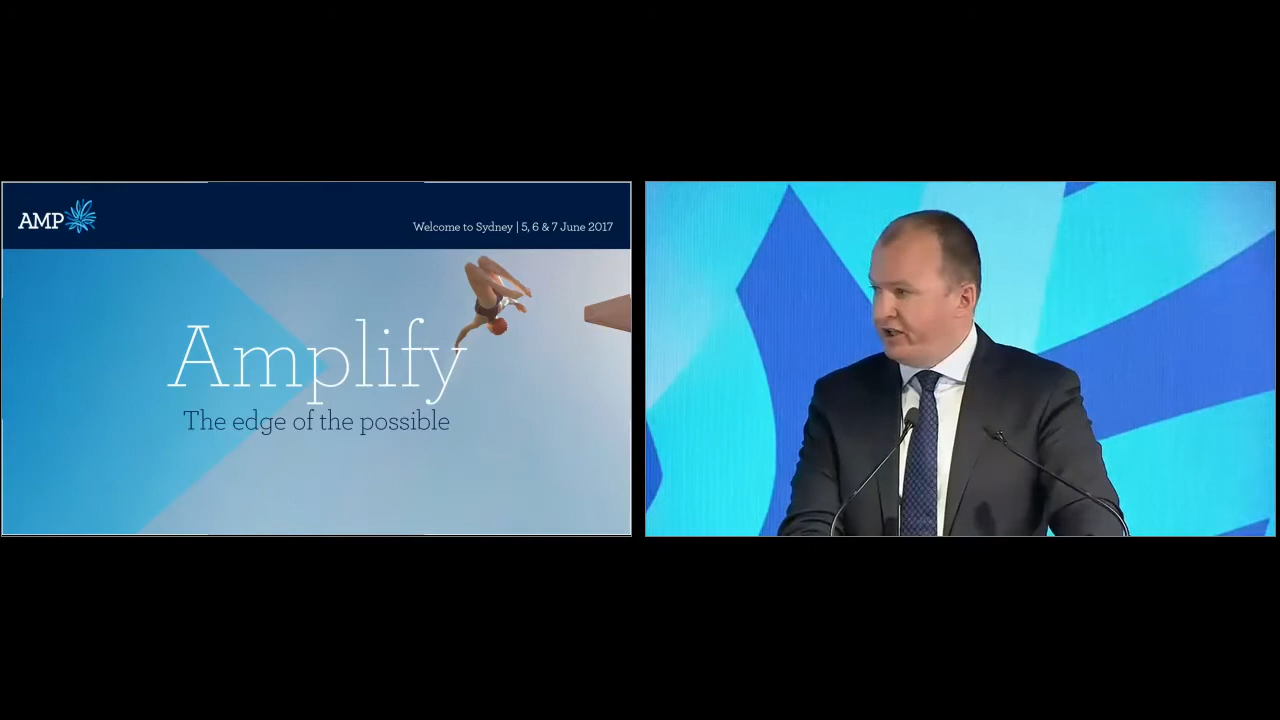 AMP
Welcome to Sydney | 5, 6 & 7 June 2017
Amplify
The edge of the possible